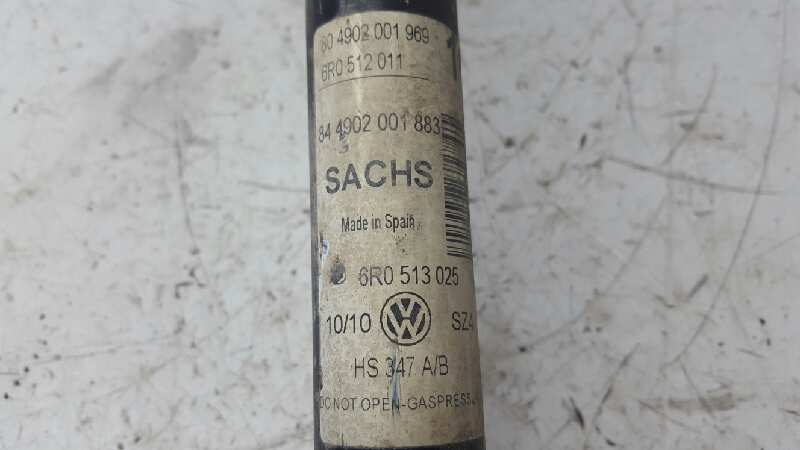 80 4902 001 969
6R0 512 011
84 4902 001 883
SACHS
Made in Spain
6R0 513 025
10/10 VW SZ4
HS 347 A/B
DO NOT OPEN-GASPRESS